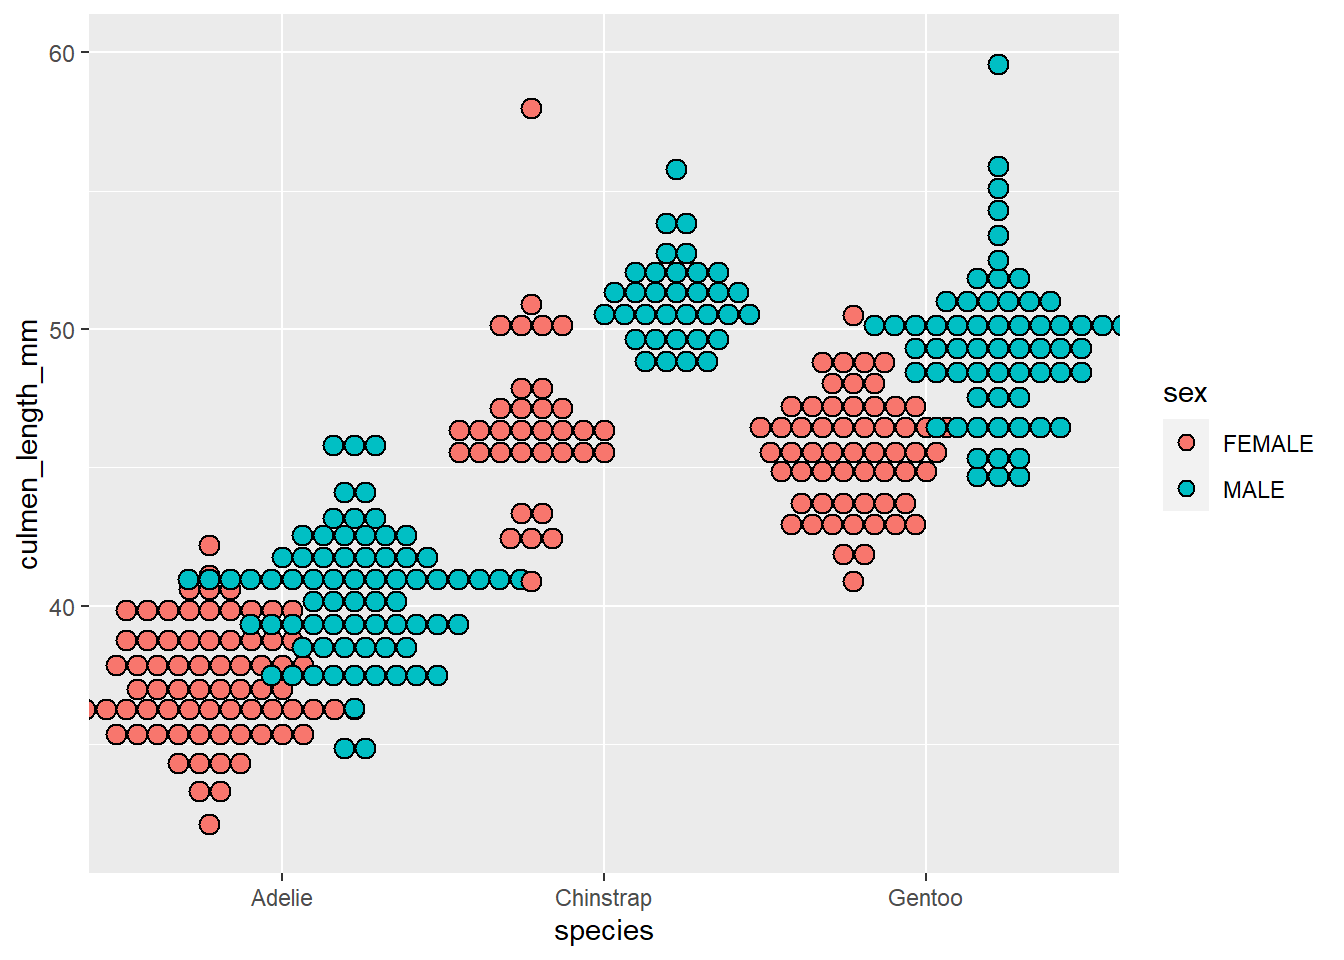 60
50
40
culmen_length_mm
Adelie
Chinstrap
Gentoo
species
sex
FEMALE
MALE